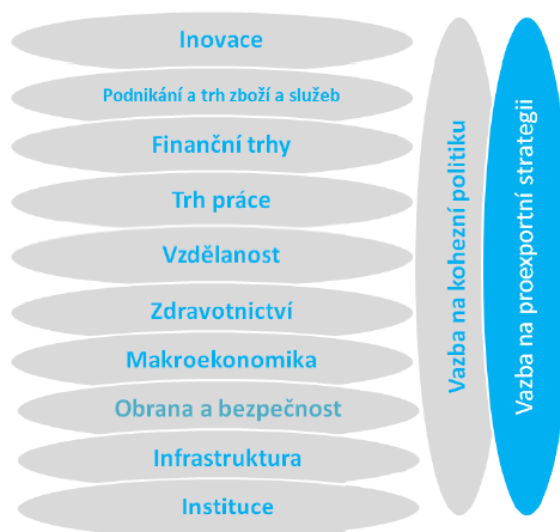 Inovace
Podnikání a trh zboží a služeb
Finanční trhy
Trh práce
Vzdělanost
Zdravotnictví
Makroekonomika
Obrana a bezpečnost
Infrastruktura
Instituce
Vazba na kohezní politiku
Vazba na proexportní strategii